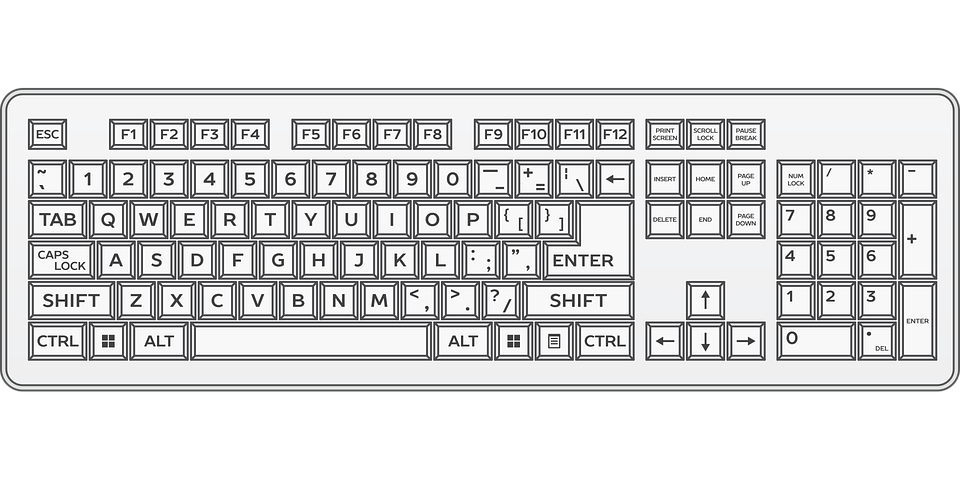 ESC F1 F2 F3 F4 F5 F6 F7 F8 F9 F10 F11 F12 PRINT SCREEN SCROLL LOCK PAUSE BREAK
~ ` 1 2 3 4 5 6 7 8 9 0 — _ + = ¦ \ ← INSERT HOME PAGE UP NUM LOCK / * −
TAB Q W E R T Y U I O P { [ } ] DELETE END PAGE DOWN 7 8 9 +
CAPS LOCK A S D F G H J K L : ; ” , ENTER 4 5 6
SHIFT Z X C V B N M < , > . ? / SHIFT ↑ 1 2 3 ENTER
CTRL ALT ALT CTRL ← ↓ → 0 • DEL